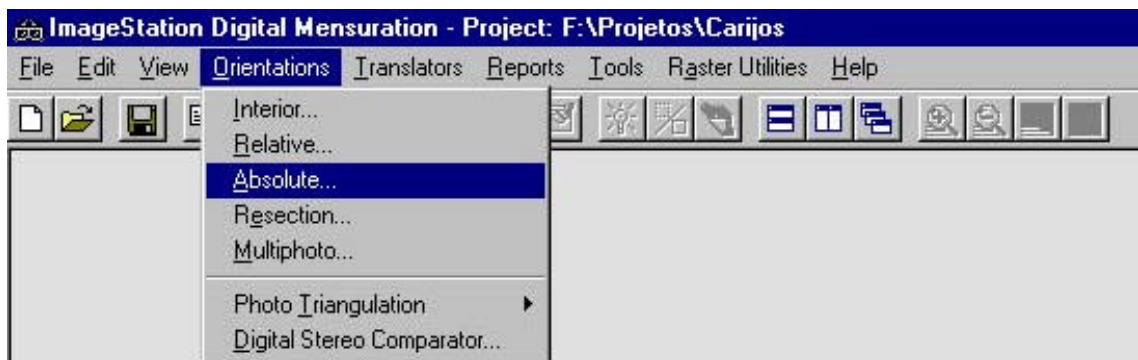 ImageStation Digital Mensuration - Project: F:\Projetos\Carijos
File Edit View Orientations Translators Reports Tools Raster Utilities Help
Interior...
Relative...
Absolute...
Resection...
Multiphoto...
Photo Triangulation
Digital Stereo Comparator...